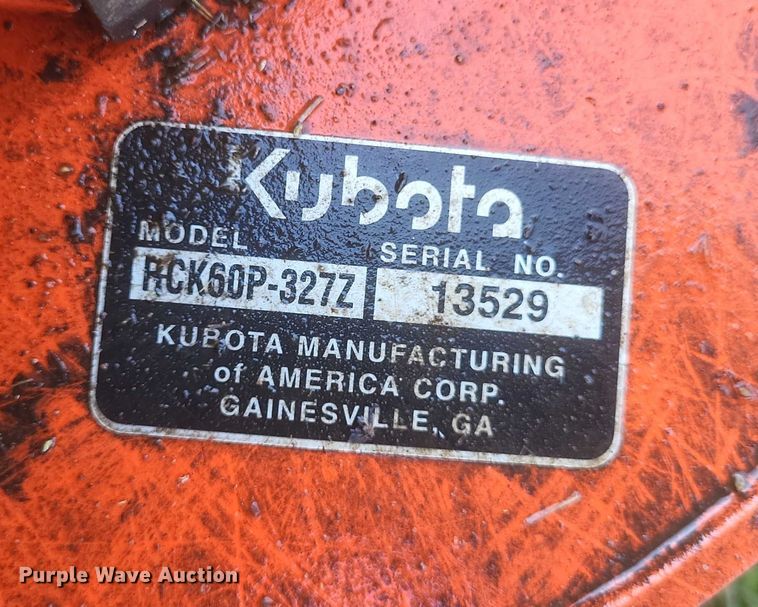 Kubota
MODEL SERIAL NO.
RCK60P-327Z 13529
KUBOTA MANUFACTURING
of AMERICA CORP.
GAINESVILLE, GA
Purple Wave Auction